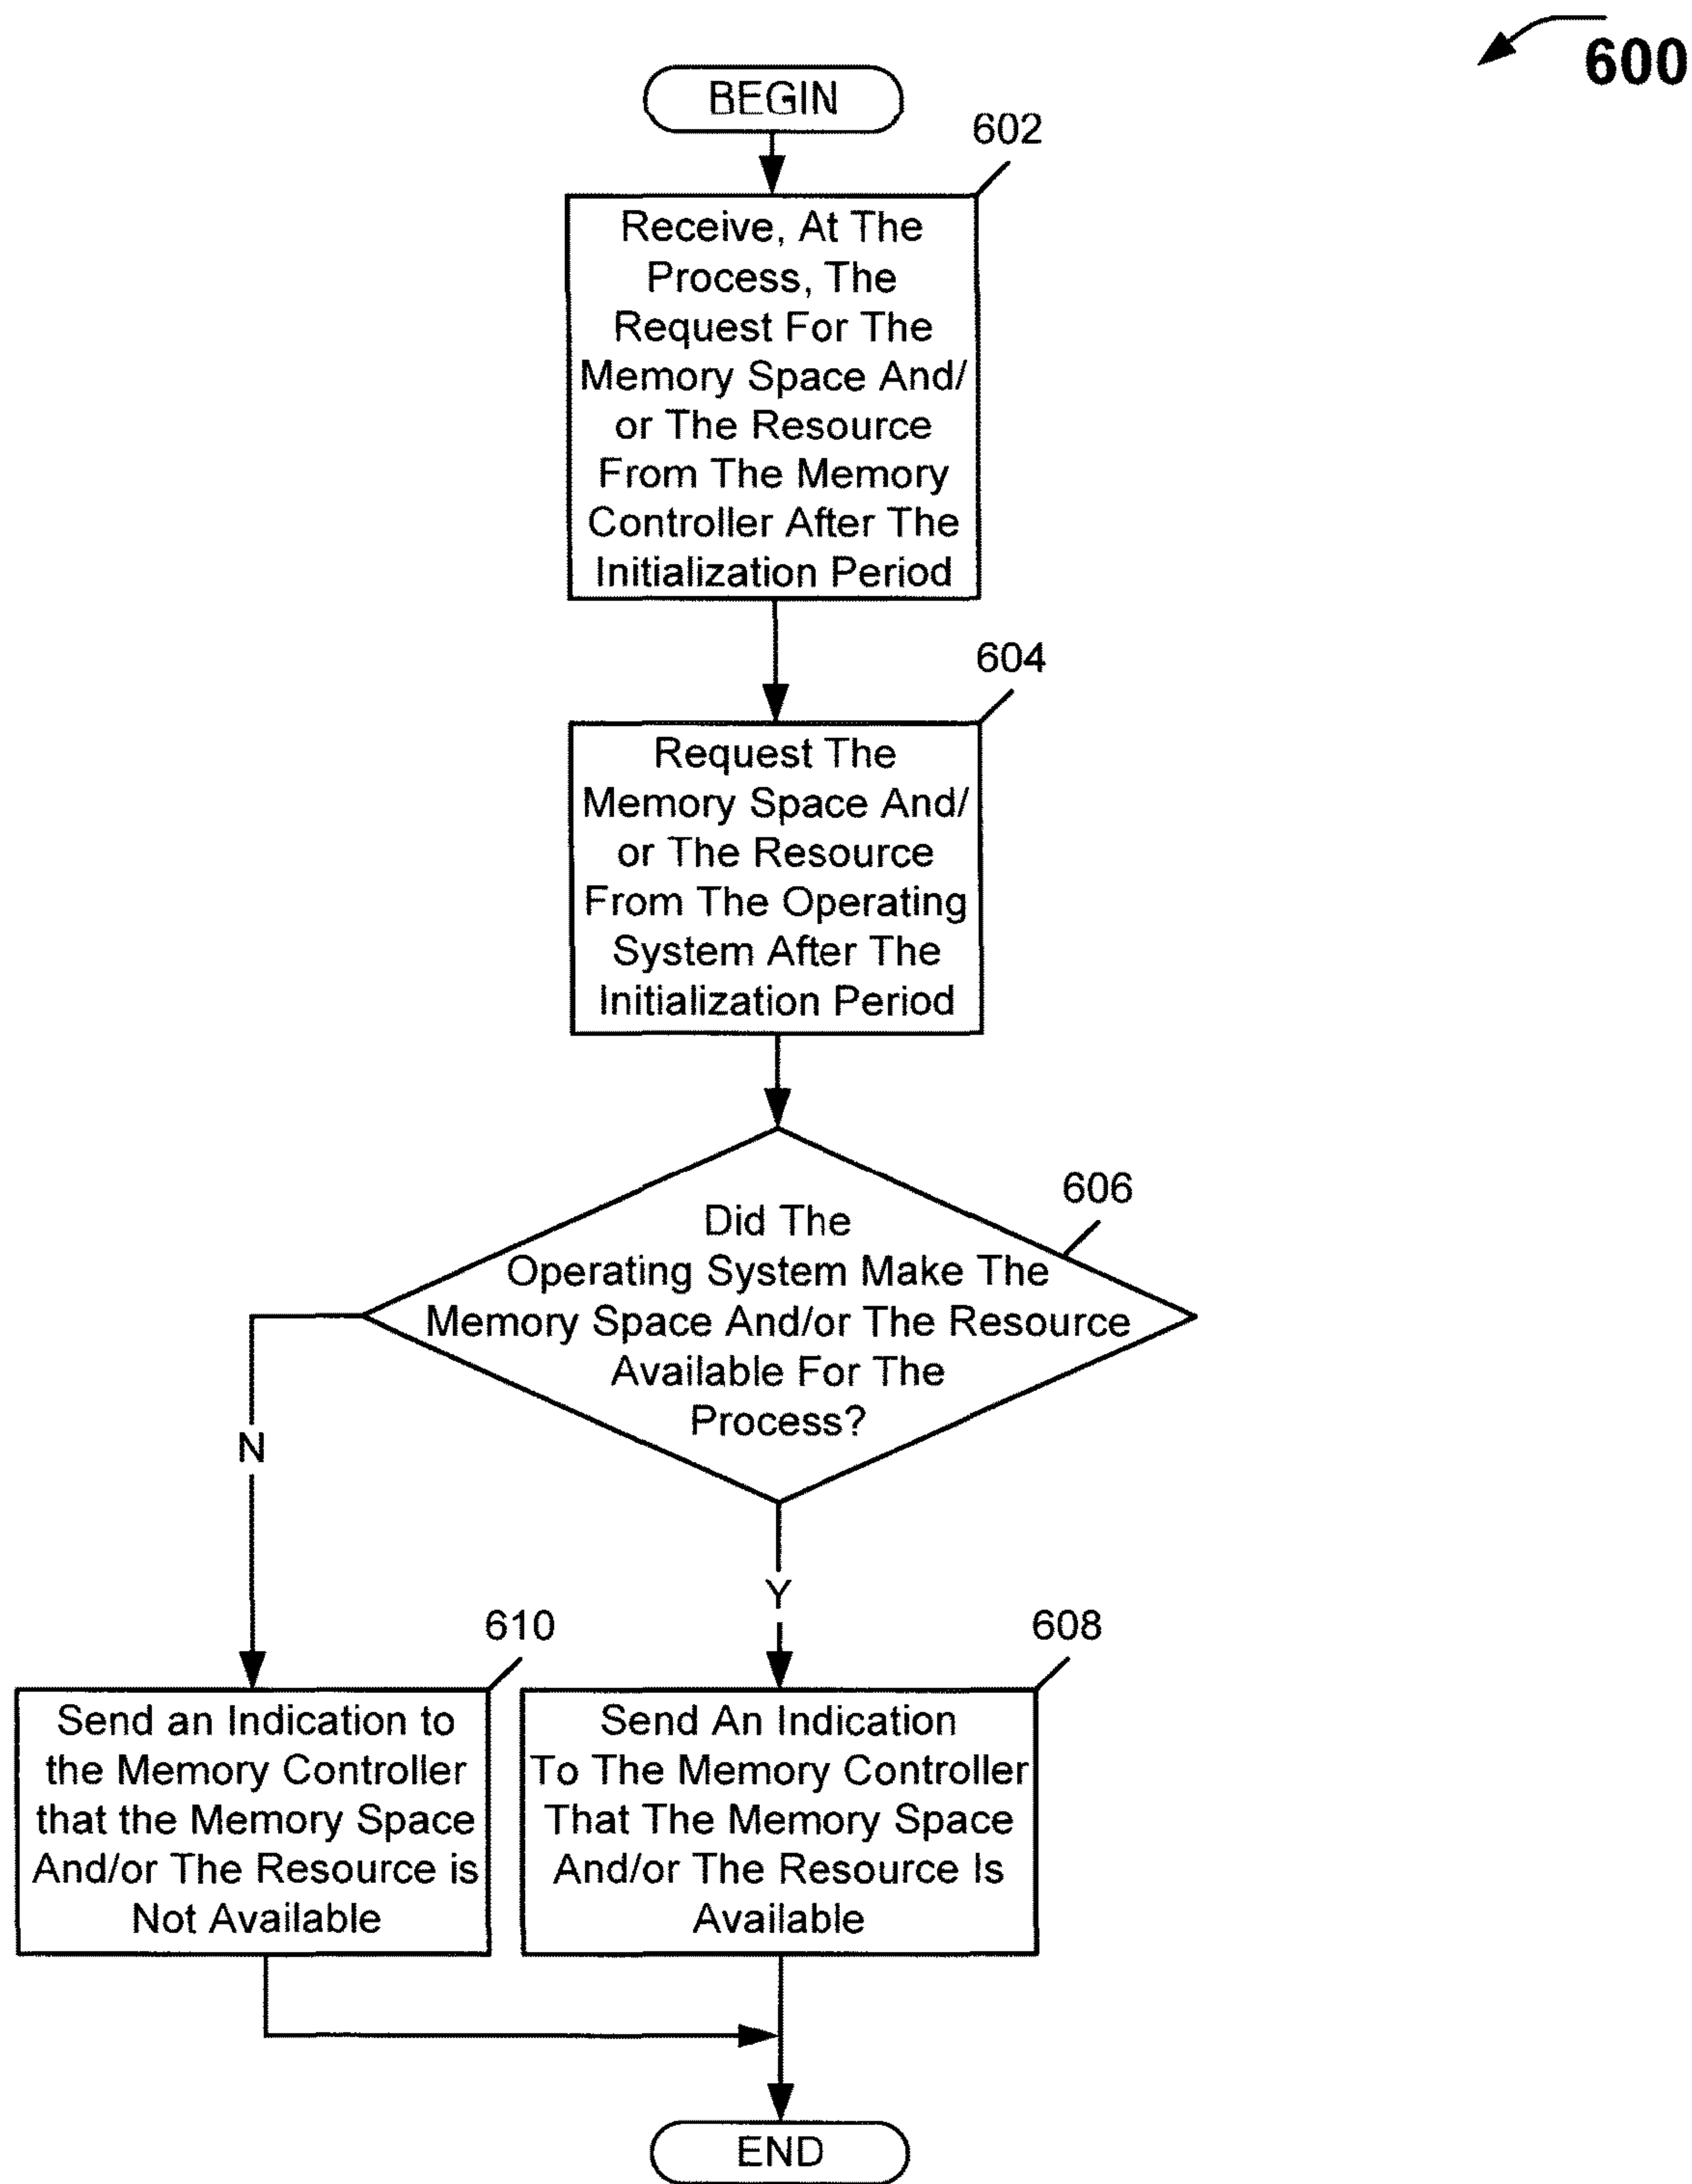 600
BEGIN
602
Receive, At The
Process, The
Request For The
Memory Space And/
or The Resource
From The Memory
Controller After The
Initialization Period
604
Request The
Memory Space And/
or The Resource
From The Operating
System After The
Initialization Period
606
Did The
Operating System Make The
Memory Space And/or The Resource
Available For The
Process?
N
Y
610
Send an Indication to
the Memory Controller
that the Memory Space
And/or The Resource is
Not Available
608
Send An Indication
To The Memory Controller
That The Memory Space
And/or The Resource Is
Available
END